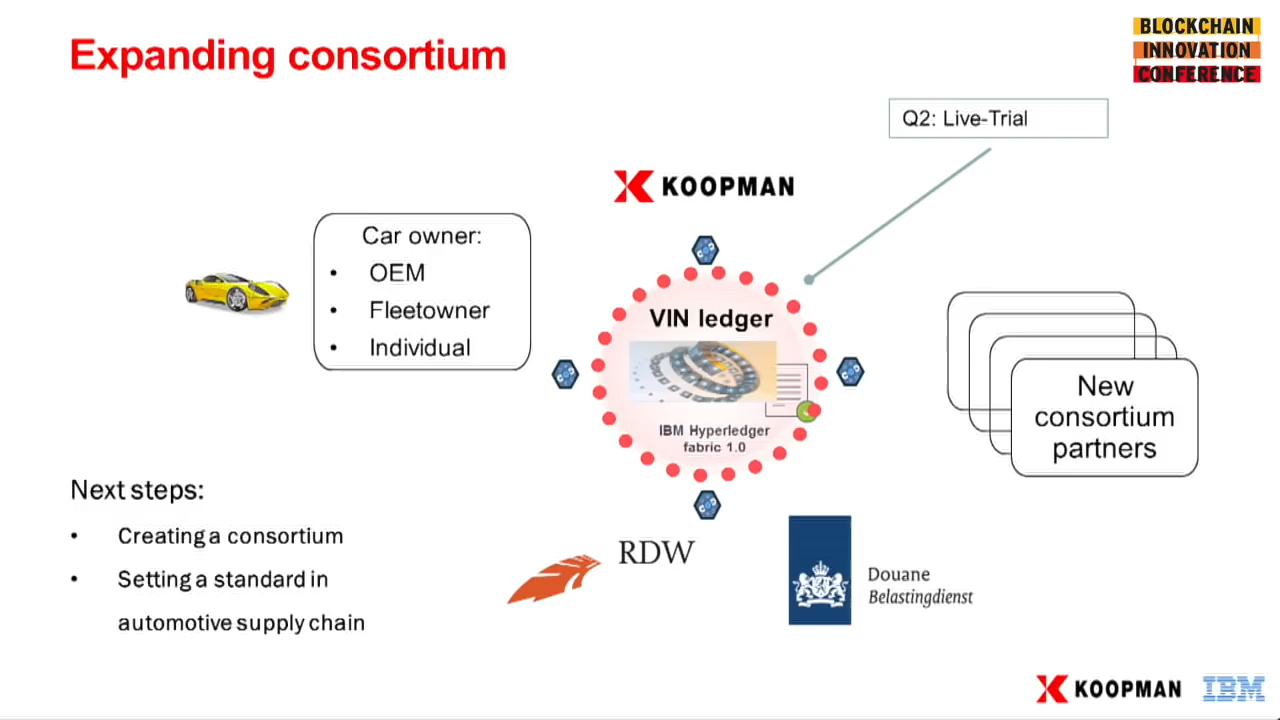 Expanding consortium
BLOCKCHAIN
INNOVATION
CONFERENCE
Q2: Live-Trial
KOOPMAN
Car owner:
• OEM
• Fleetowner
• Individual
VIN ledger
IBM Hyperledger
fabric 1.0
New
consortium
partners
Next steps:
• Creating a consortium
• Setting a standard in
automotive supply chain
RDW
Douane
Belastingdienst
KOOPMAN
IBM